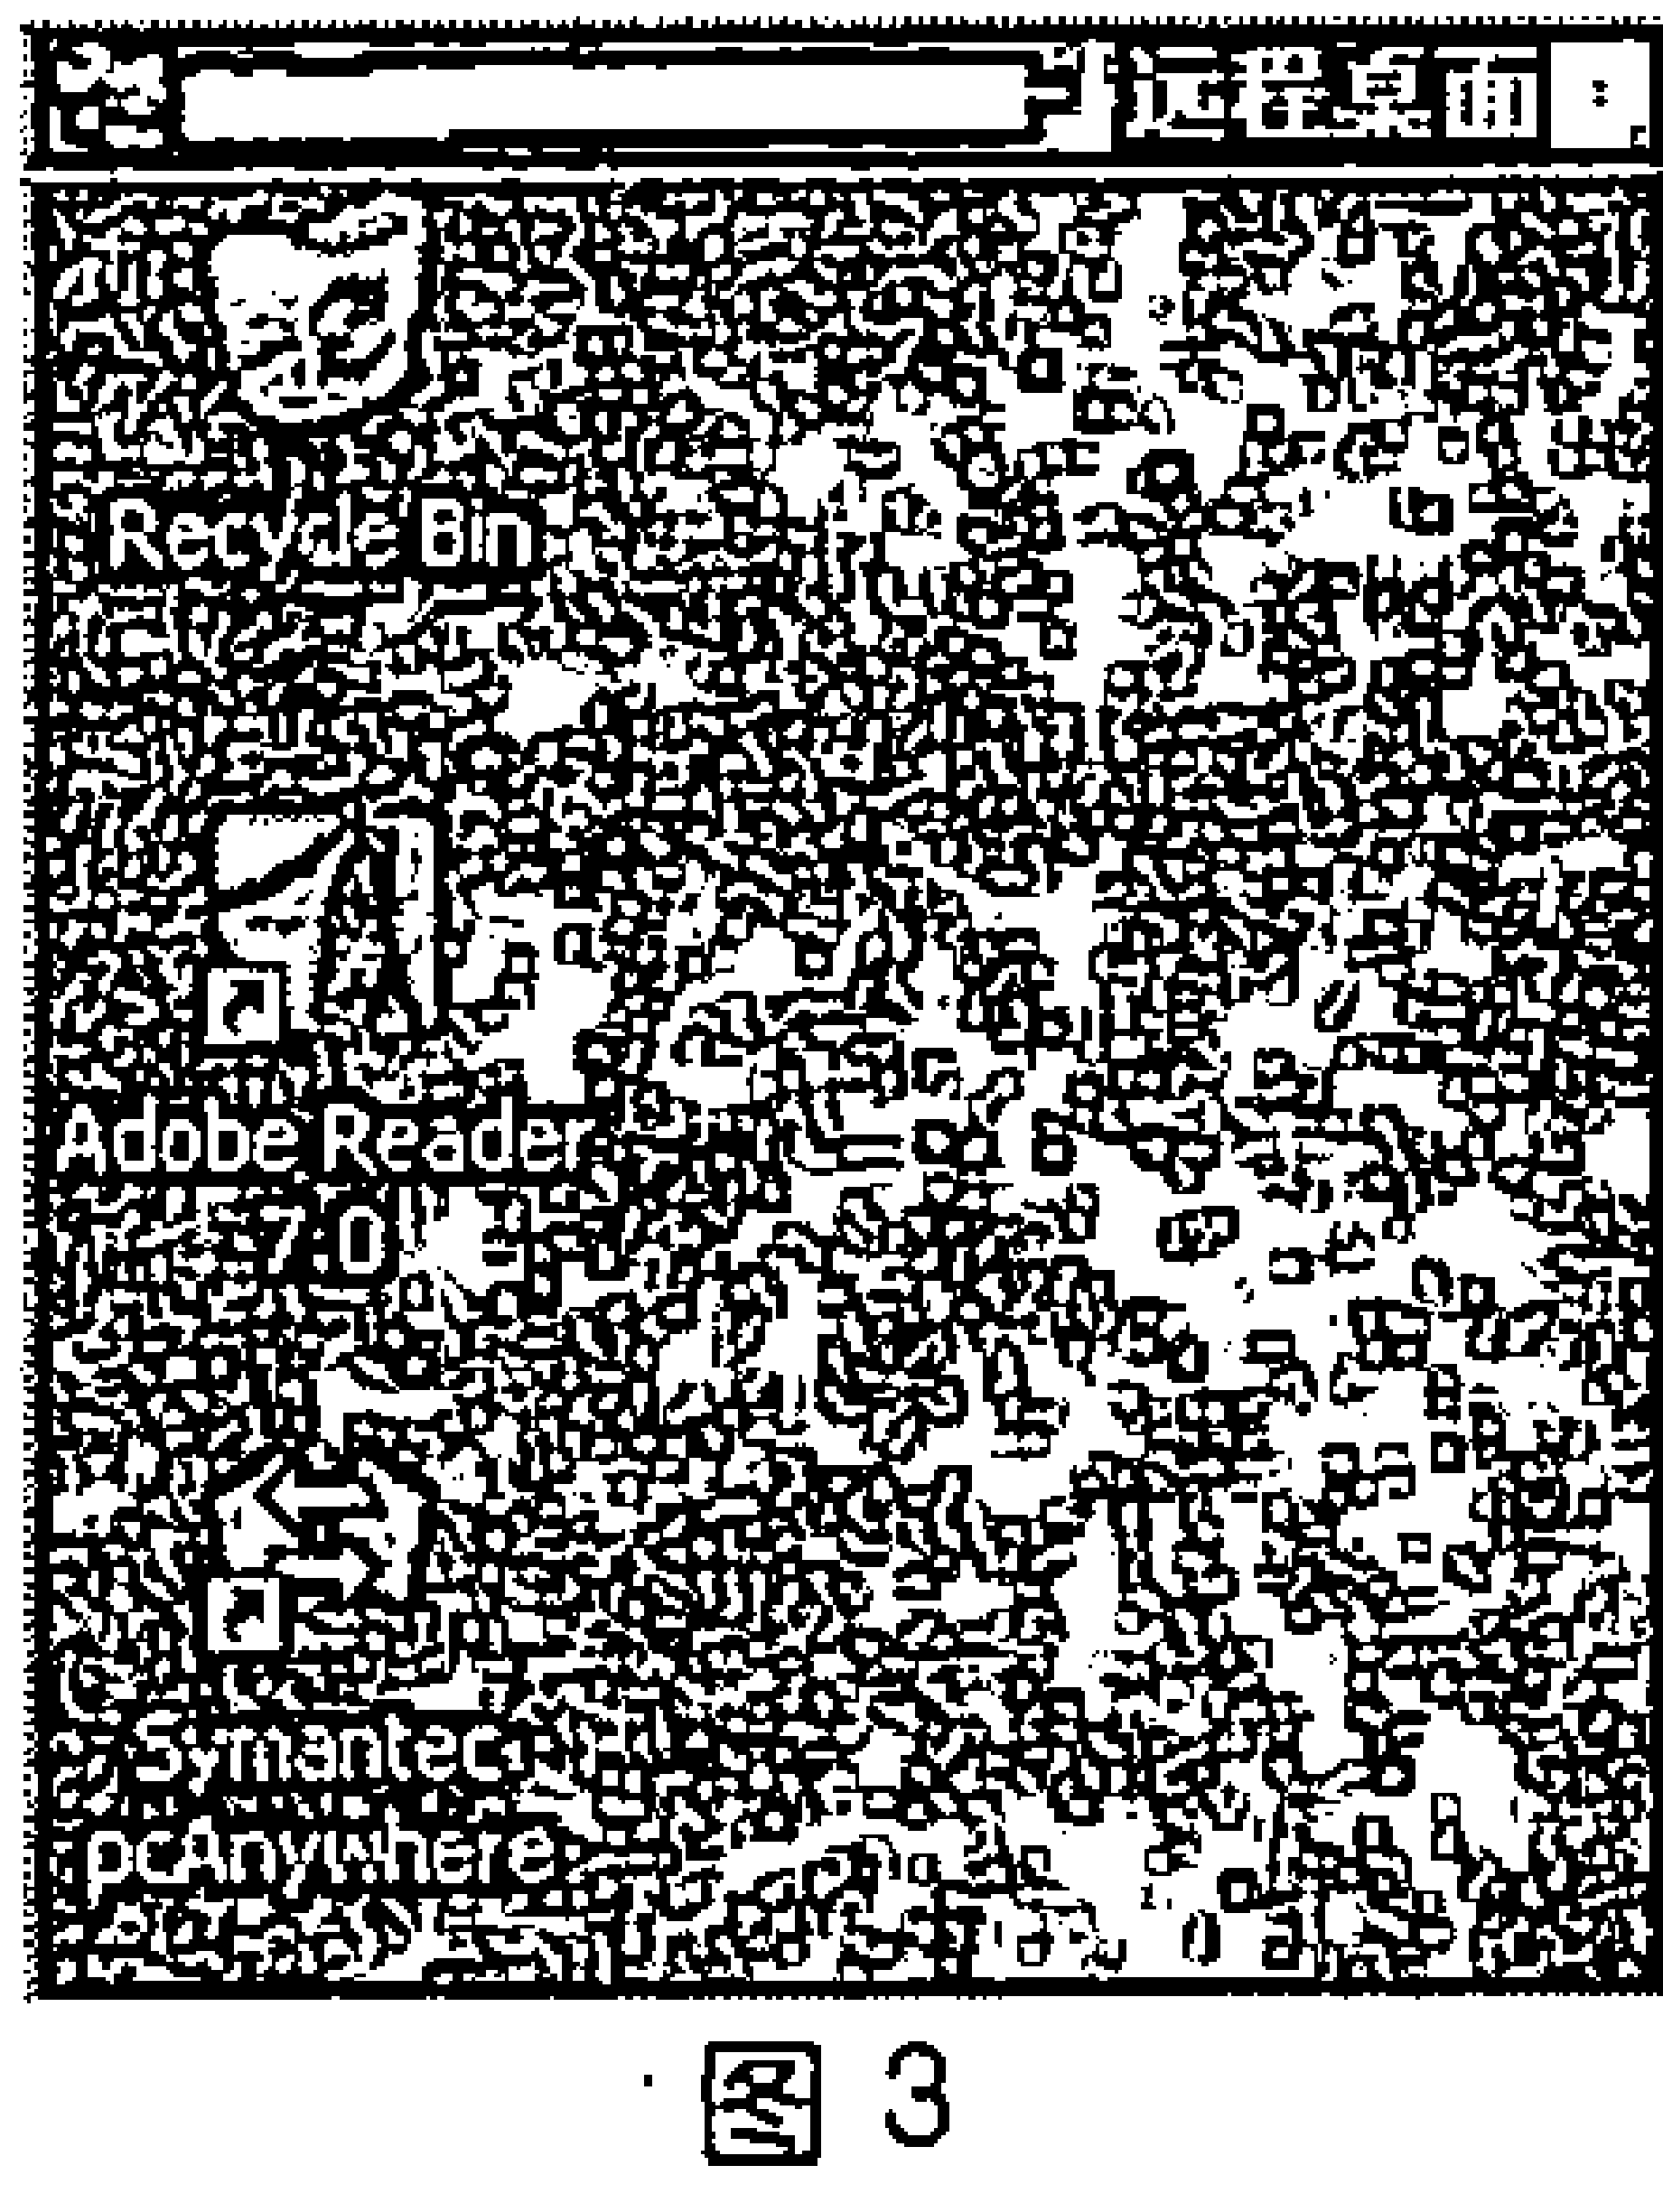 远程桌面
Recycle Bin
Adobe Reader
7.0
Symantec
pcAnywhere
图 3